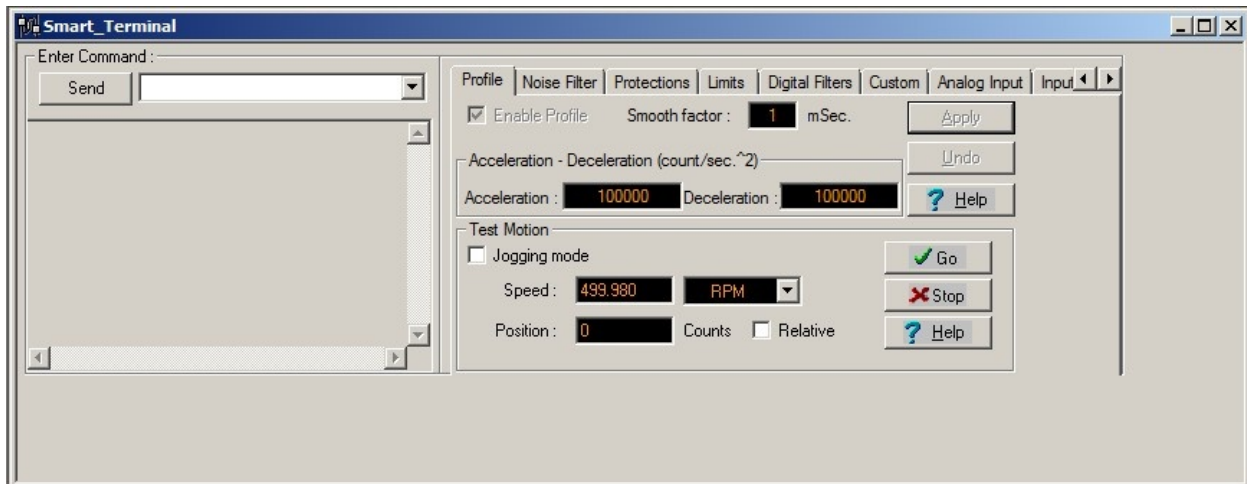 Smart_Terminal
Enter Command :
Send
Profile Noise Filter Protections Limits Digital Filters Custom Analog Input Input
Enable Profile Smooth factor : 1 mSec. Apply
Undo
Acceleration - Deceleration (count/sec.^2)
Acceleration : 100000 Deceleration : 100000 Help
Test Motion
Jogging mode Go
Speed : 499.980 RPM Stop
Position : 0 Counts Relative Help